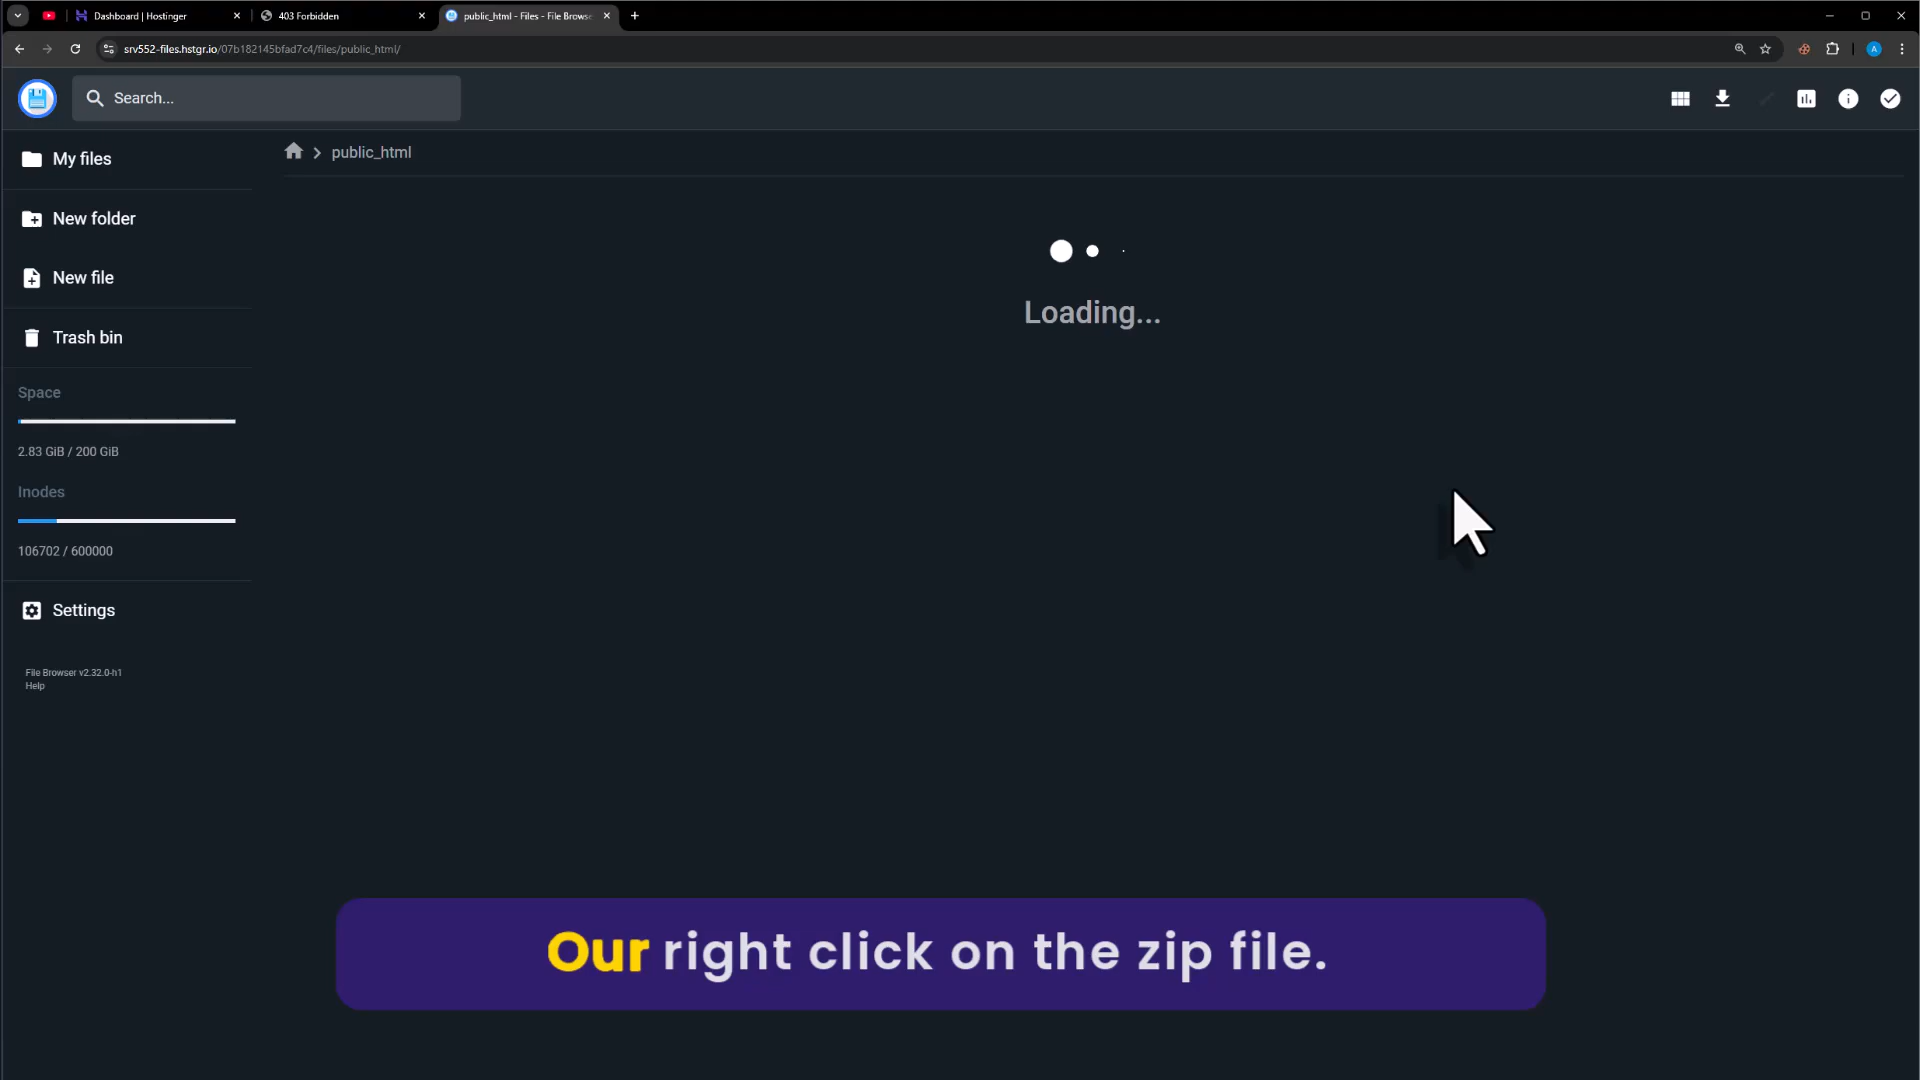 Dashboard | Hostinger
403 Forbidden
public_html - Files - File Browse
srv552-files.hstgr.io/07b182145bfad7c4/files/public_html/
A
Search...
My files
public_html
New folder
New file
Loading...
Trash bin
Space
2.83 GiB / 200 GiB
Inodes
106702 / 600000
Settings
File Browser v2.32.0-h1
Help
Our right click on the zip file.